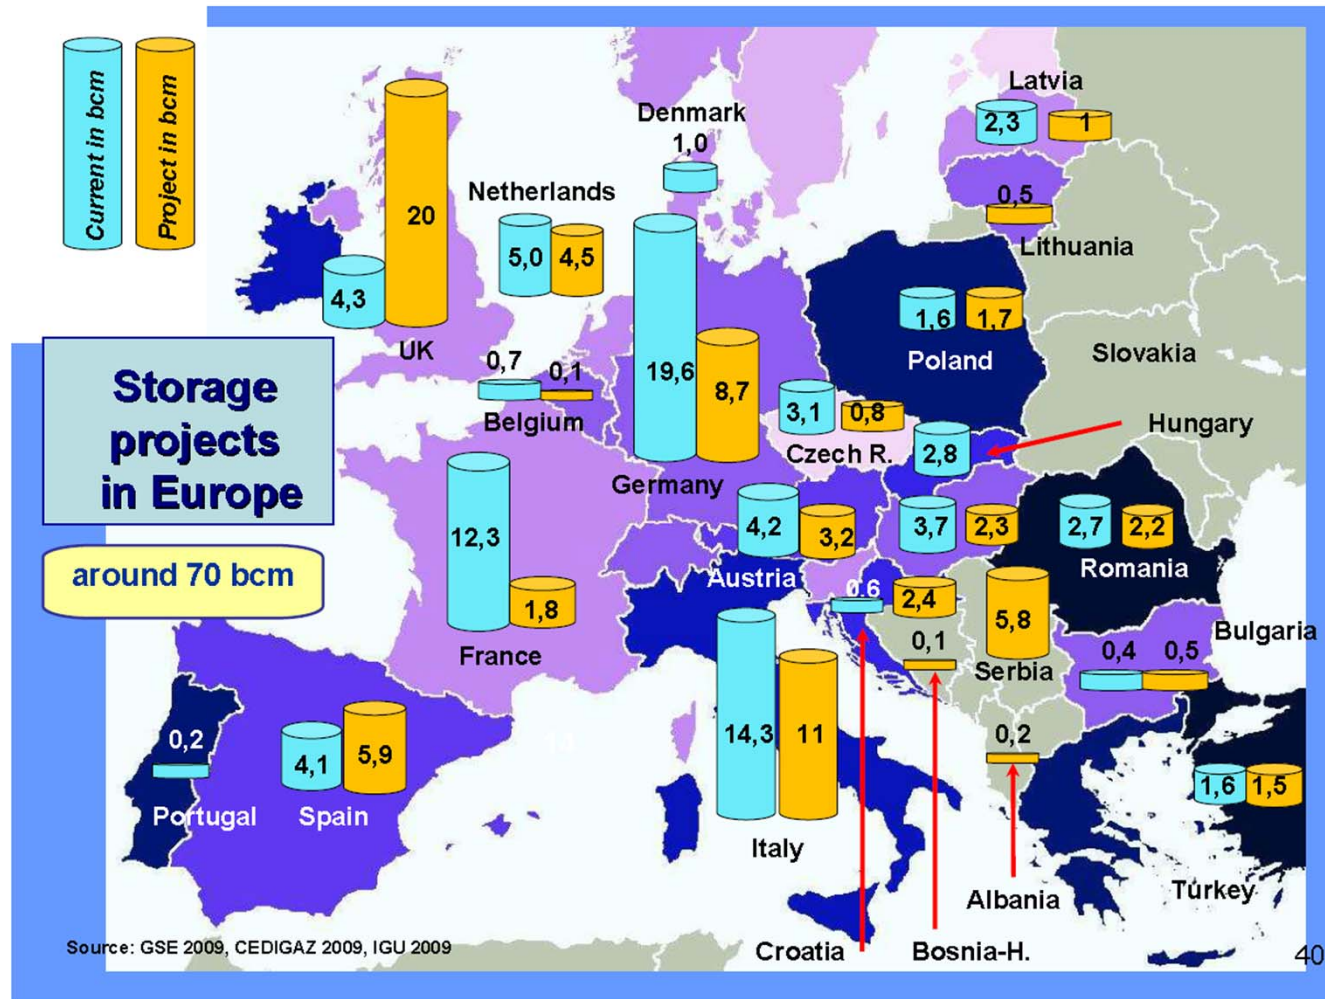 Current in bcm
Project in bcm
Latvia
2,3
1
Denmark
1,0
Netherlands
0,5
20
5,0
4,5
Lithuania
4,3
1,6
1,7
UK
Poland
Slovakia
0,7
0,1
19,6
8,7
Storage
projects
in Europe
Belgium
3,1
0,8
Hungary
Czech R.
2,8
Germany
12,3
4,2
3,2
3,7
2,3
2,7
2,2
around 70 bcm
Austria
Romania
0,6
2,4
1,8
5,8
Bulgaria
France
0,1
Serbia
0,4
0,5
0,2
14,3
11
0,2
14
4,1
5,9
1,6
1,5
Portugal
Spain
Italy
Albania
Turkey
Source: GSE 2009, CEDIGAZ 2009, IGU 2009
Croatia
Bosnia-H.
40